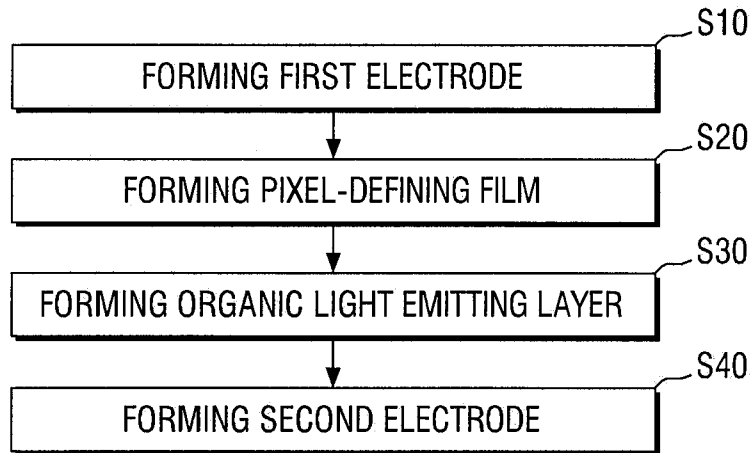 S10
FORMING FIRST ELECTRODE
S20
FORMING PIXEL-DEFINING FILM
S30
FORMING ORGANIC LIGHT EMITTING LAYER
S40
FORMING SECOND ELECTRODE